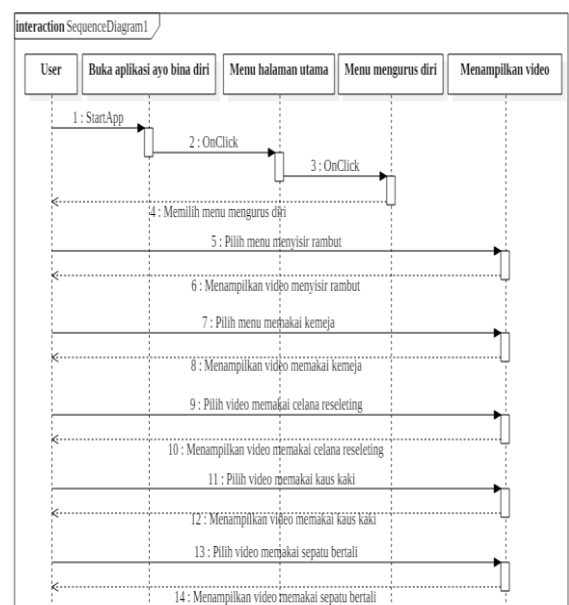 interaction SequenceDiagram1
User
Buka aplikasi ayo bina diri
Menu halaman utama
Menu mengurus diri
Menampilkan video
1 : StartApp
2 : OnClick
3 : OnClick
4 : Memilih menu mengurus diri
5 : Pilih menu menyisir rambut
6 : Menampilkan video menyisir rambut
7 : Pilih menu memakai kemeja
8 : Menampilkan video memakai kemeja
9 : Pilih video memakai celana reseleting
10 : Menampilkan video memakai celana reseleting
11 : Pilih video memakai kaus kaki
12 : Menampilkan video memakai kaus kaki
13 : Pilih video memakai sepatu bertali
14 : Menampilkan video memakai sepatu bertali